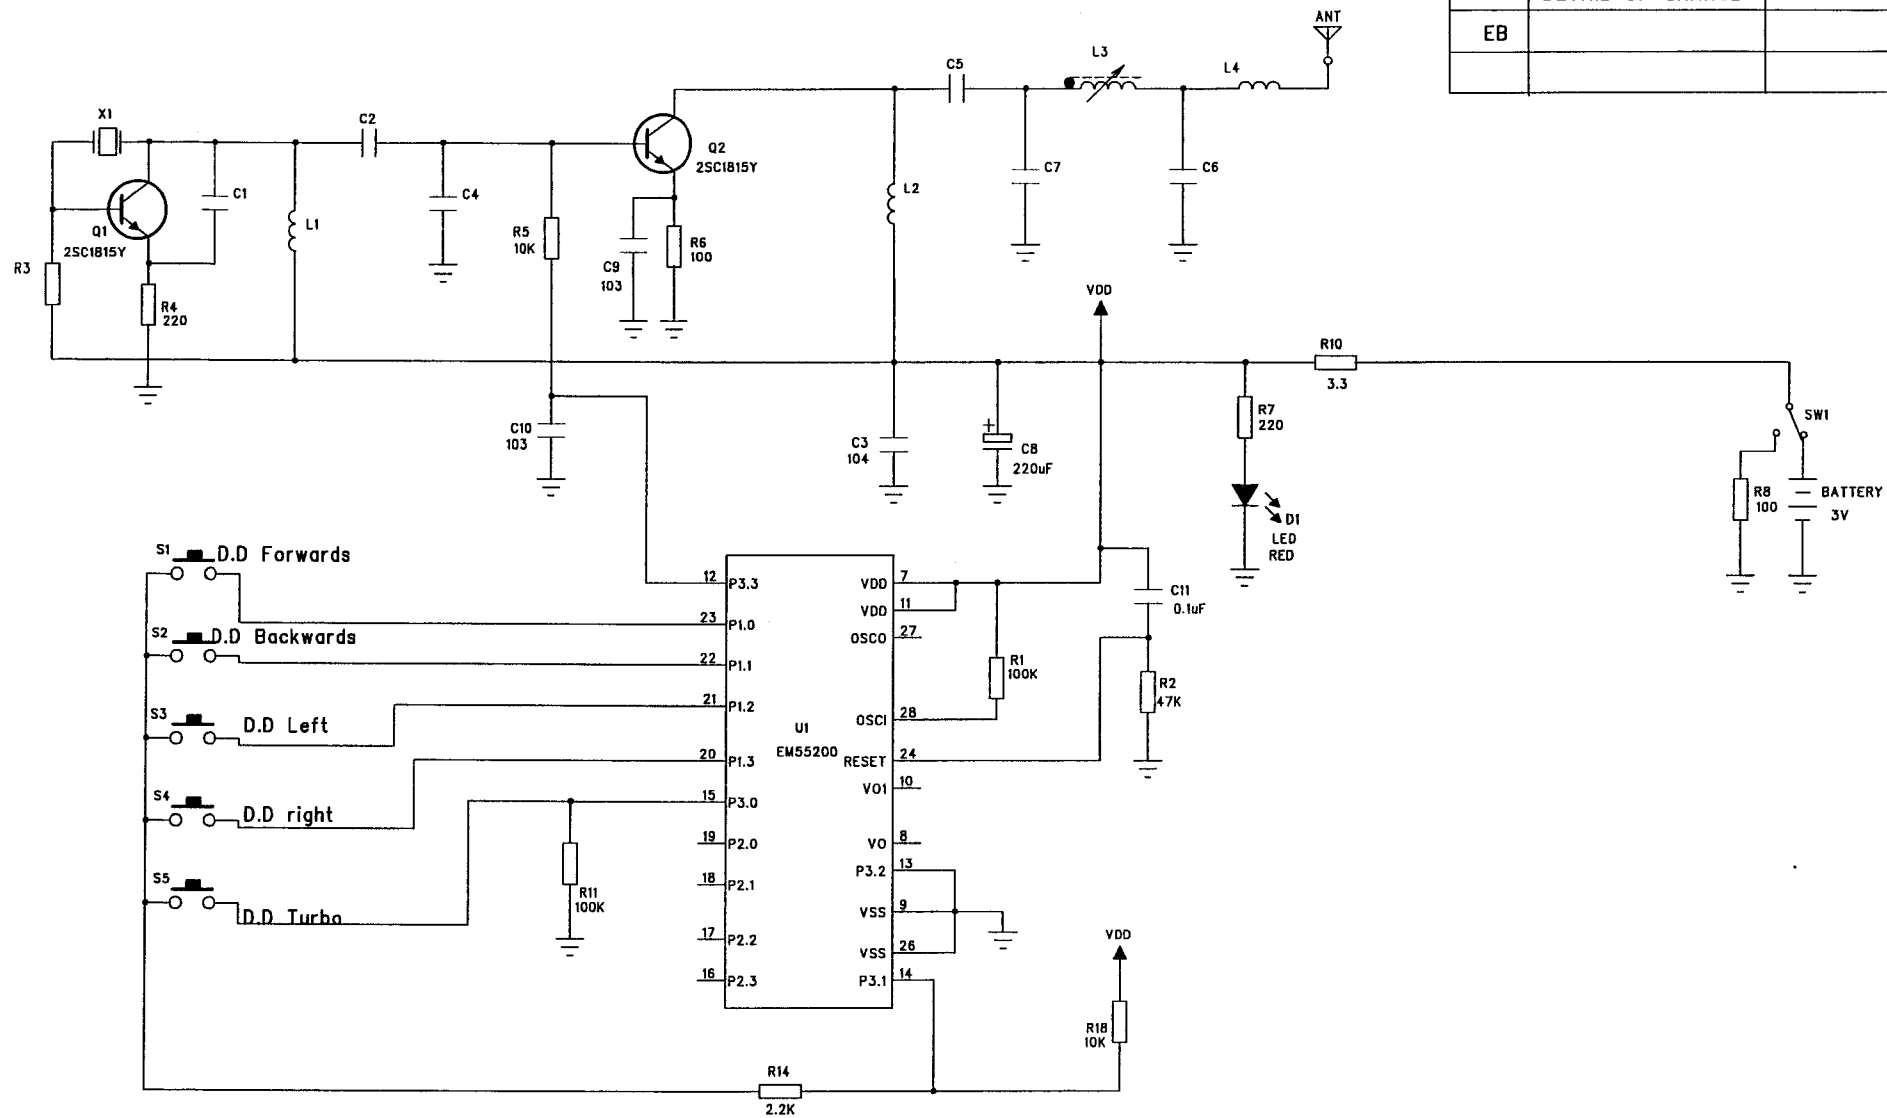 ANT
EB
L3
C5
L4
X1
C2
Q2
2SC1815Y
C7
C6
C1
C4
L2
L1
Q1
2SC1815Y
R5
10K
R6
100
R3
C9
103
R4
220
VDD
R10
3.3
R7
220
SW1
C10
103
C3
104
+
C8
220uF
R8
100
BATTERY
3V
D1
LED
RED
S1
D.D Forwards
12 P3.3
VDD 7
C11
0.1uF
VDD 11
23 P1.0
S2
D.D Backwards
OSCO 27
22 P1.1
R1
100K
R2
47K
21 P1.2
S3
D.D Left
OSCI 28
U1
EM55200
20 P1.3
RESET 24
VO1 10
S4
D.D right
15 P3.0
19 P2.0
VO 8
P3.2 13
S5
18 P2.1
R11
100K
D.D Turbo
VSS 9
17 P2.2
VSS 26
VDD
16 P2.3
P3.1 14
R18
10K
R14
2.2K